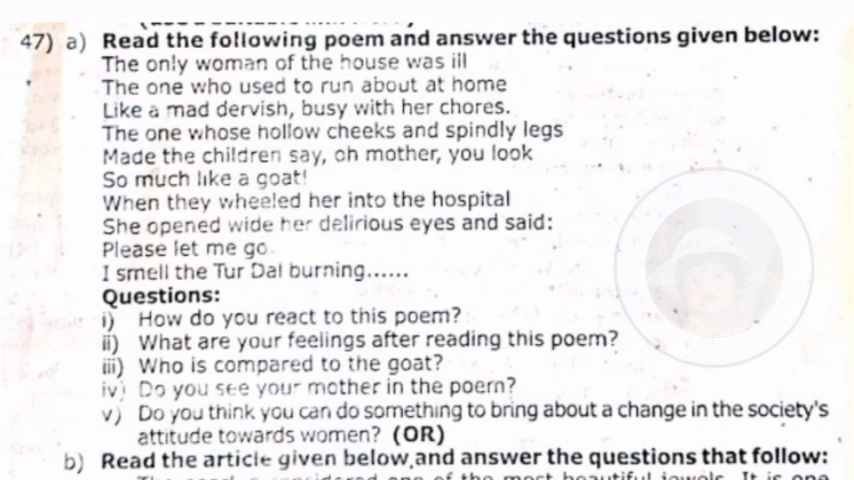 47) a) Read the following poem and answer the questions given below:
The only woman of the house was ill
The one who used to run about at home
Like a mad dervish, busy with her chores.
The one whose hollow cheeks and spindly legs
Made the children say, oh mother, you look
So much like a goat!
When they wheeled her into the hospital
She opened wide her delirious eyes and said:
Please let me go.
I smell the Tur Dal burning......
Questions:
i) How do you react to this poem?
ii) What are your feelings after reading this poem?
iii) Who is compared to the goat?
iv) Do you see your mother in the poem?
v) Do you think you can do something to bring about a change in the society's
attitude towards women? (OR)
b) Read the article given below,and answer the questions that follow: